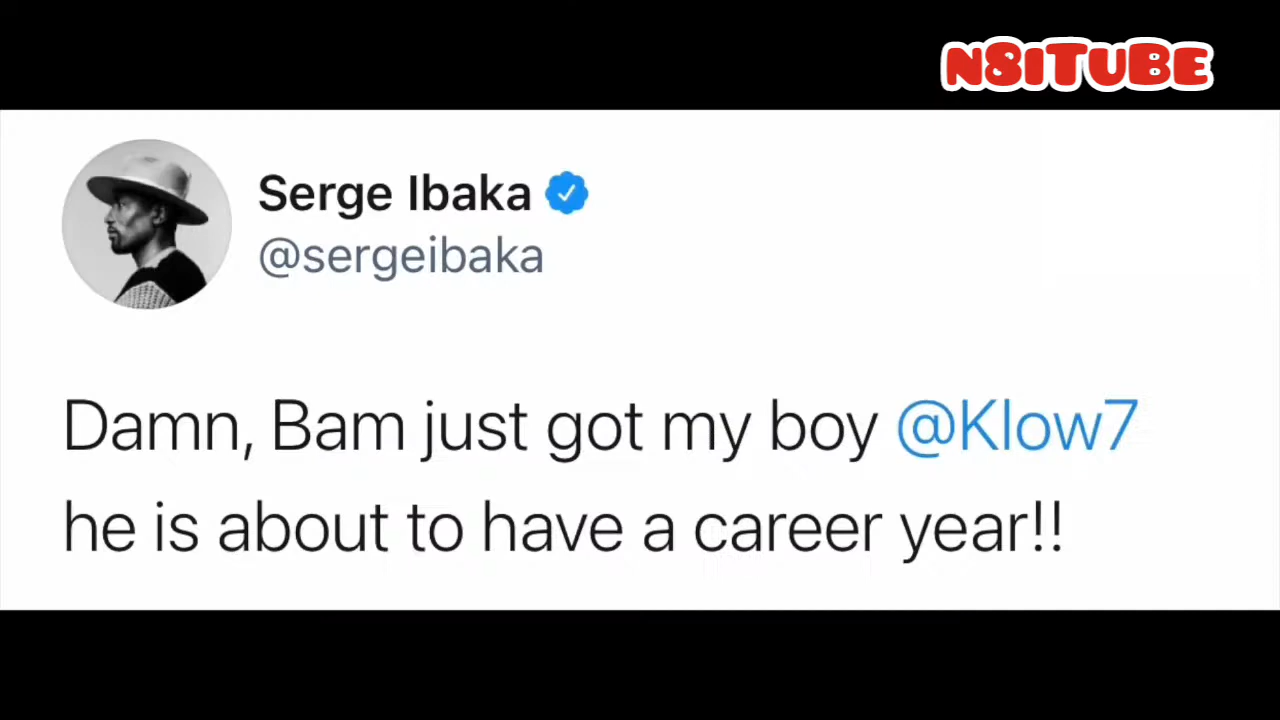 N8ITUBE
Serge Ibaka
@sergeibaka
Damn, Bam just got my boy @Klow7
he is about to have a career year!!